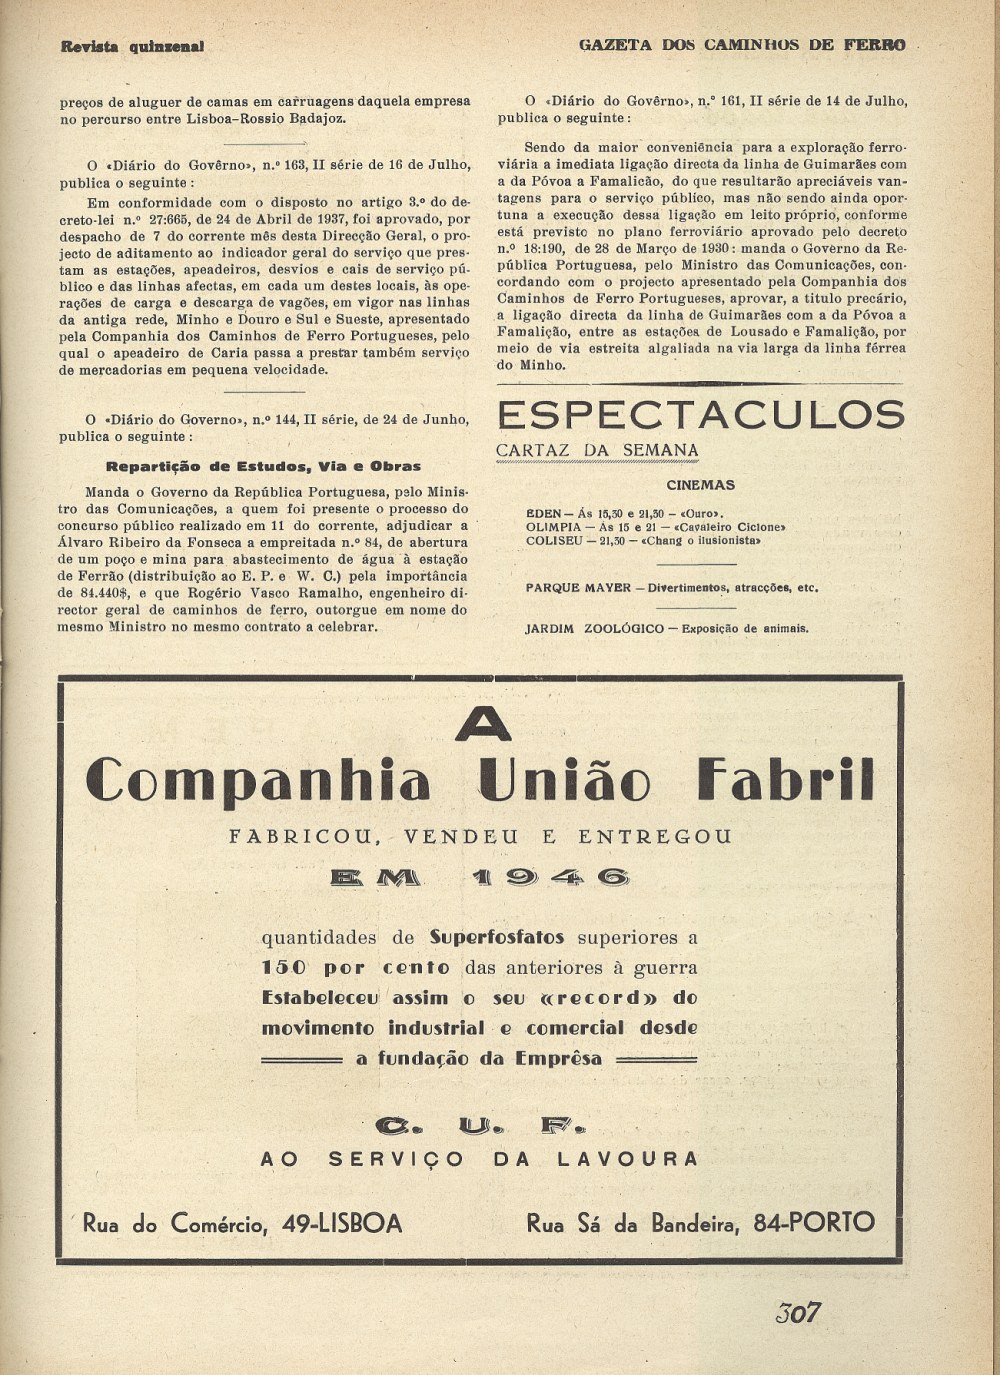 Revista quinzenal
GAZETA DOS CAMINHOS DE FERRO
preços de aluguer de camas em carruagens daquela empresa
no percurso entre Lisboa-Rossio Badajoz.
O «Diário do Govêrno», n.º 163, II série de 16 de Julho,
publica o seguinte :
Em conformidade com o disposto no artigo 3.º do de-
creto-lei n.º 27:665, de 24 de Abril de 1937, foi aprovado, por
despacho de 7 do corrente mês desta Direcção Geral, o pro-
jecto de aditamento ao indicador geral do serviço que pres-
tam as estações, apeadeiros, desvios e cais de serviço pú-
blico e das linhas afectas, em cada um destes locais, às ope-
rações de carga e descarga de vagões, em vigor nas linhas
da antiga rede, Minho e Douro e Sul e Sueste, apresentado
pela Companhia dos Caminhos de Ferro Portugueses, pelo
qual o apeadeiro de Caria passa a prestar também serviço
de mercadorias em pequena velocidade.
O «Diário do Governo», n.º 144, II série, de 24 de Junho,
publica o seguinte :
Repartição de Estudos, Via e Obras
Manda o Governo da República Portuguesa, pelo Minis-
tro das Comunicações, a quem foi presente o processo do
concurso público realizado em 11 do corrente, adjudicar a
Álvaro Ribeiro da Fonseca a empreitada n.º 84, de abertura
de um poço e mina para abastecimento de água à estação
de Ferrão (distribuição ao E. P. e W. C.) pela importância
de 84.440$, e que Rogério Vasco Ramalho, engenheiro di-
rector geral de caminhos de ferro, outorgue em nome do
mesmo Ministro no mesmo contrato a celebrar.
O «Diário do Govêrno», n.º 161, II série de 14 de Julho,
publica o seguinte :
Sendo da maior conveniência para a exploração ferro-
viária a imediata ligação directa da linha de Guimarães com
a da Póvoa a Famalicão, do que resultarão apreciáveis van-
tagens para o serviço público, mas não sendo ainda opor-
tuna a execução dessa ligação em leito próprio, conforme
está previsto no plano ferroviário aprovado pelo decreto
n.º 18:190, de 28 de Março de 1930 : manda o Governo da Re-
pública Portuguesa, pelo Ministro das Comunicações, con-
cordando com o projecto apresentado pela Companhia dos
Caminhos de Ferro Portugueses, aprovar, a titulo precário,
a ligação directa da linha de Guimarães com a da Póvoa a
Famalição, entre as estações de Lousado e Famalição, por
meio de via estreita algaliada na via larga da linha férrea
do Minho.
ESPECTACULOS
CARTAZ DA SEMANA
CINEMAS
EDEN — Ás 15,30 e 21,30 - «Ouro».
OLIMPIA — Ás 15 e 21 — «Cavaleiro Ciclone»
COLISEU — 21,30 — «Chang o ilusionista»
PARQUE MAYER — Divertimentos, atracções, etc.
JARDIM ZOOLÓGICO — Exposição de animais.
A
Companhia União Fabril
FABRICOU, VENDEU E ENTREGOU
EM 1946
quantidades de Superfosfatos superiores a
150 por cento das anteriores à guerra
Estabeleceu assim o seu «record» do
movimento industrial e comercial desde
a fundação da Emprêsa
C. U. F.
AO SERVIÇO DA LAVOURA
Rua do Comércio, 49-LISBOA
Rua Sá da Bandeira, 84-PORTO
307